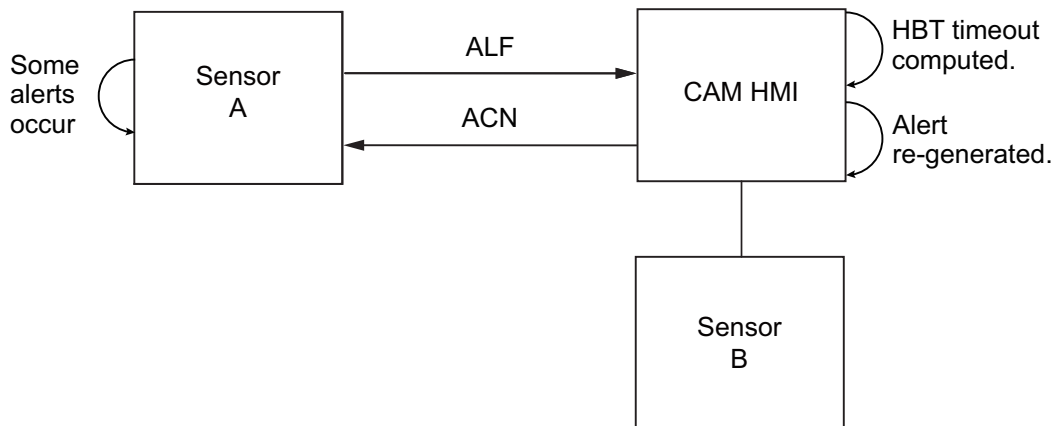 Some
alerts
occur
Sensor
A
ALF
ACN
CAM HMI
HBT timeout
computed.
Alert
re-generated.
Sensor
B